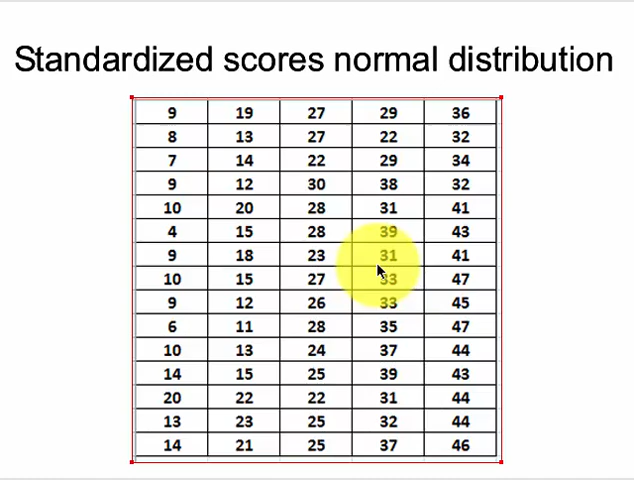 Standardized scores normal distribution
9 19 27 29 36
8 13 27 22 32
7 14 22 29 34
9 12 30 38 32
10 20 28 31 41
4 15 28 39 43
9 18 23 31 41
10 15 27 33 47
9 12 26 33 45
6 11 28 35 47
10 13 24 37 44
14 15 25 39 43
20 22 22 31 44
13 23 25 32 44
14 21 25 37 46